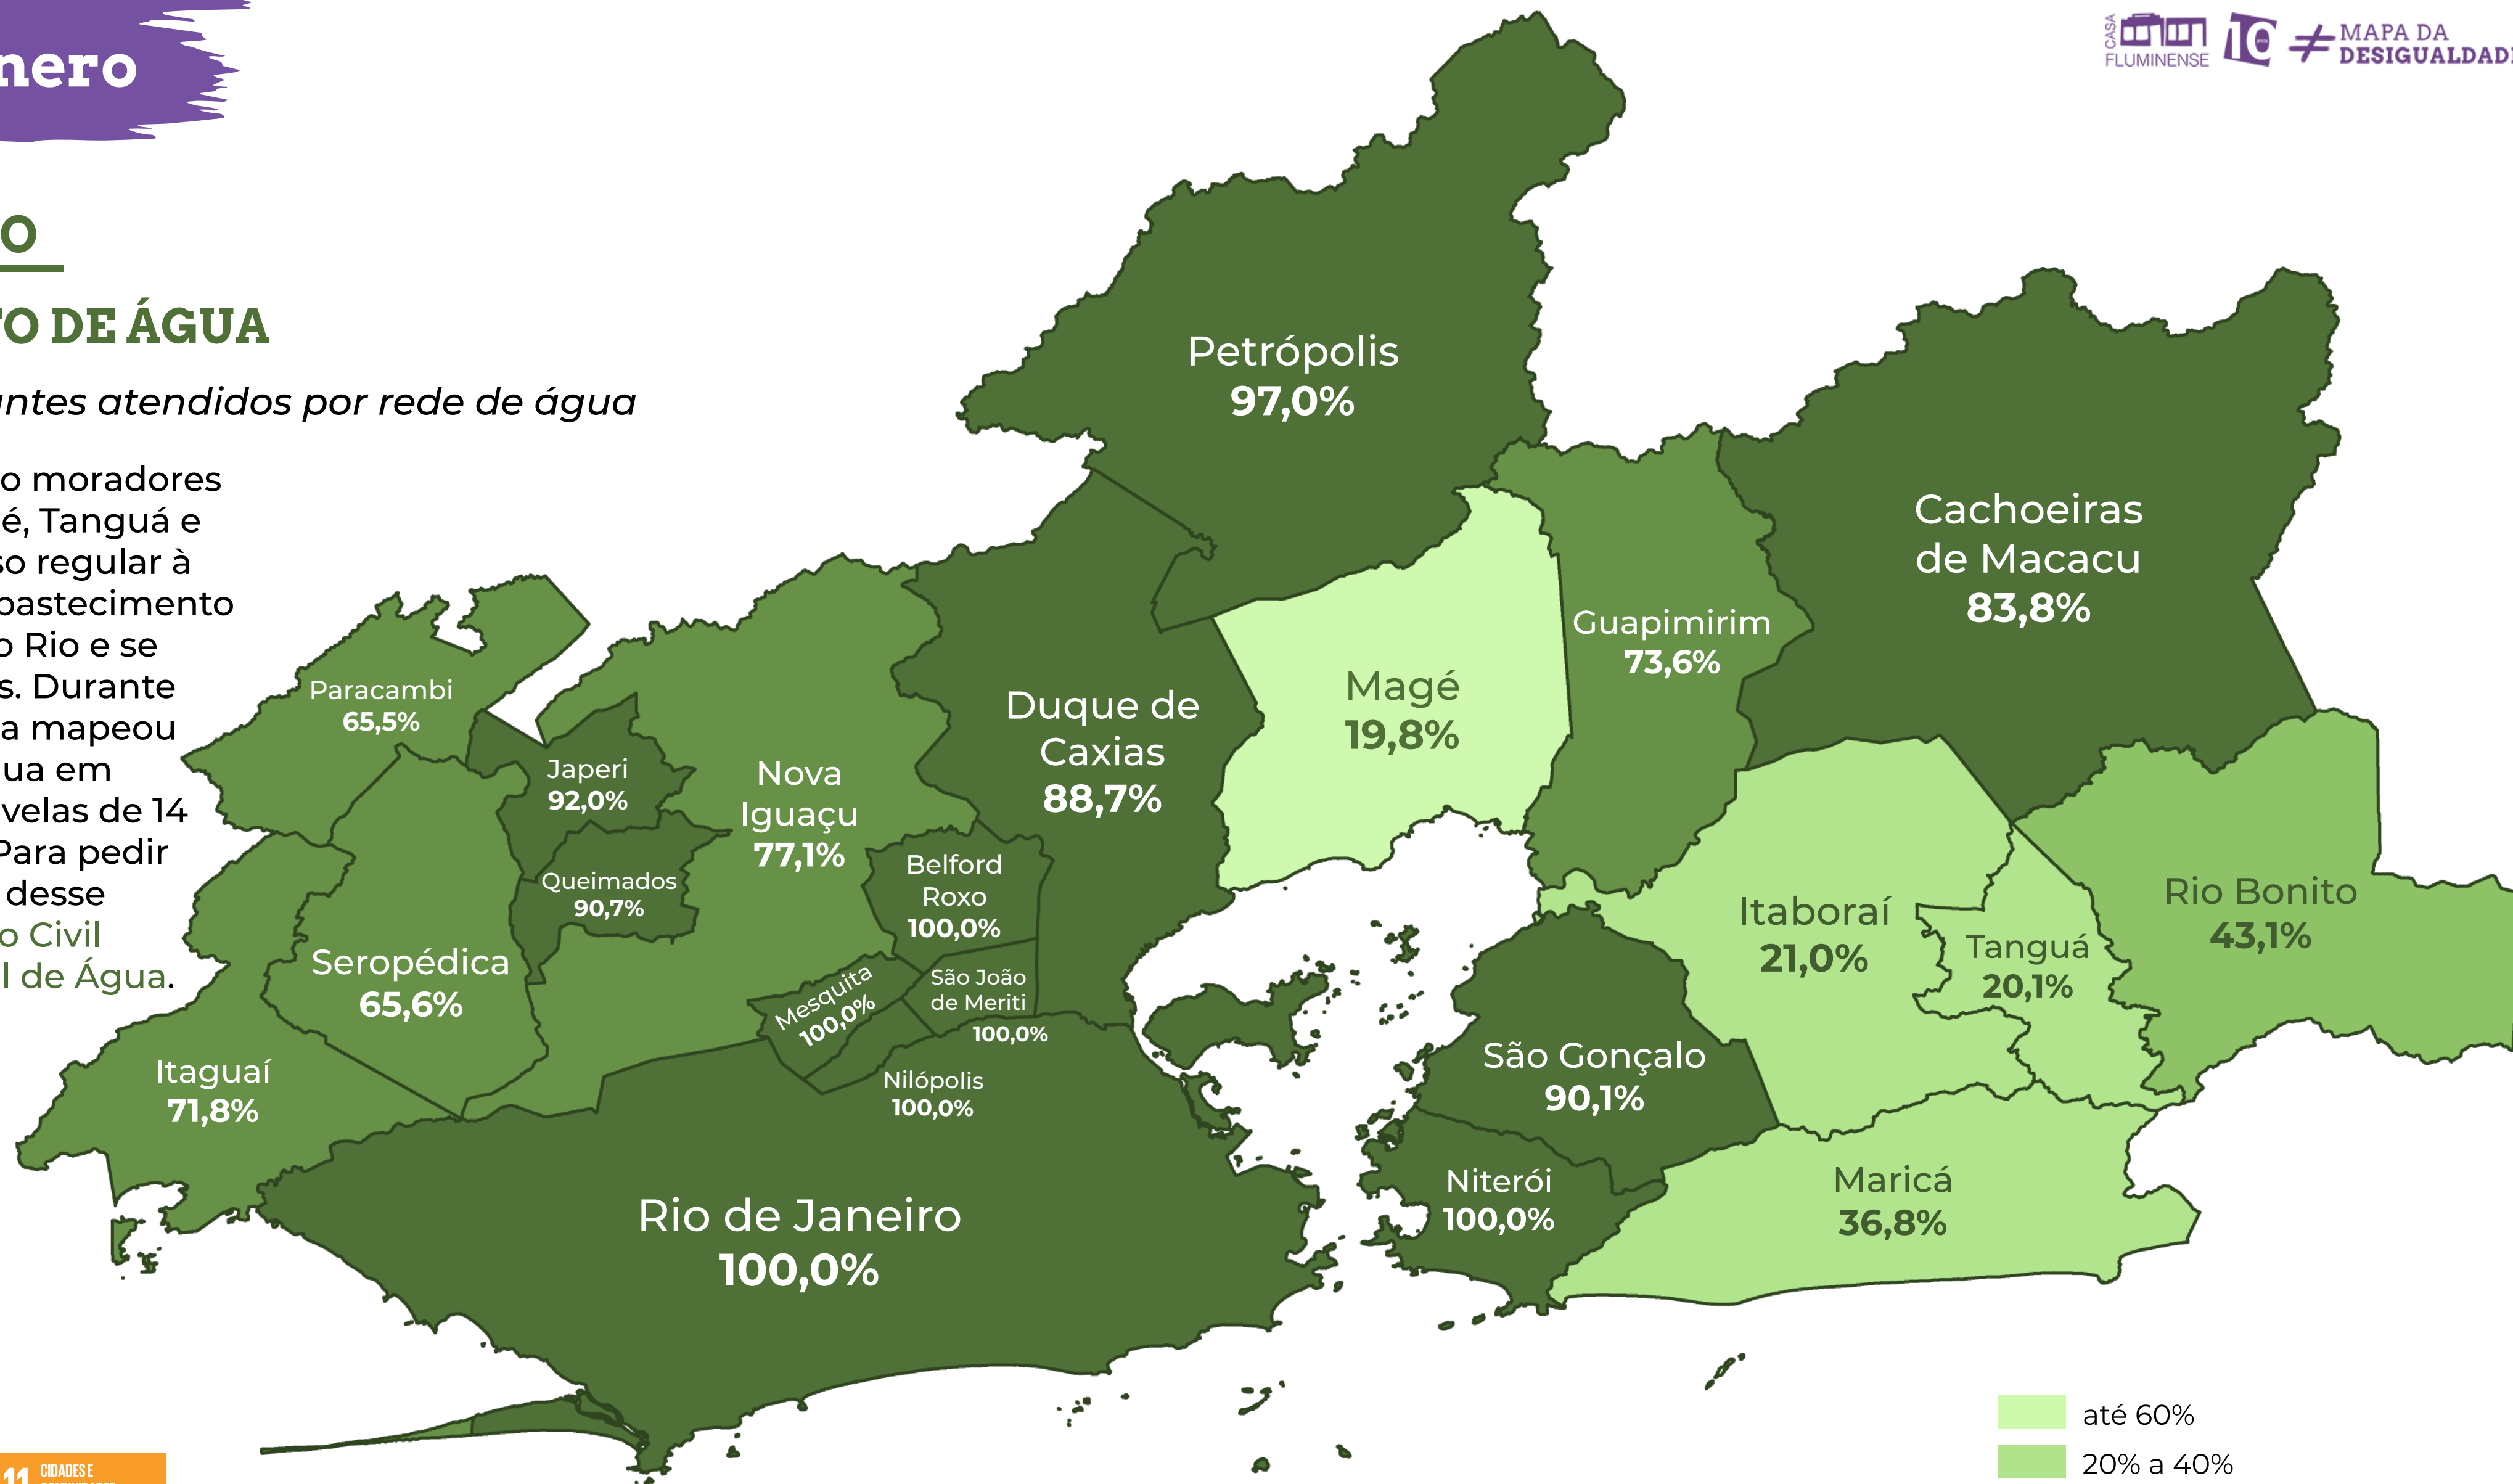 nero
CASA
FLUMINENSE
10
anos
≠ MAPA DA
DESIGUALDADE
O
TO DE ÁGUA
antes atendidos por rede de água
o moradores
é, Tanguá e
so regular à
bastecimento
o Rio e se
s. Durante
a mapeou
ua em
velas de 14
Para pedir
desse
o Civil
l de Água.
Petrópolis
97,0%
Cachoeiras
de Macacu
83,8%
Guapimirim
73,6%
Magé
19,8%
Duque de
Caxias
88,7%
Paracambi
65,5%
Japeri
92,0%
Nova
Iguaçu
77,1%
Queimados
90,7%
Belford
Roxo
100,0%
Seropédica
65,6%
Mesquita
100,0%
São João
de Meriti
100,0%
Nilópolis
100,0%
Itaguaí
71,8%
Rio de Janeiro
100,0%
Itaboraí
21,0%
Tanguá
20,1%
Rio Bonito
43,1%
São Gonçalo
90,1%
Niterói
100,0%
Maricá
36,8%
até 60%
20% a 40%
11 CIDADES E